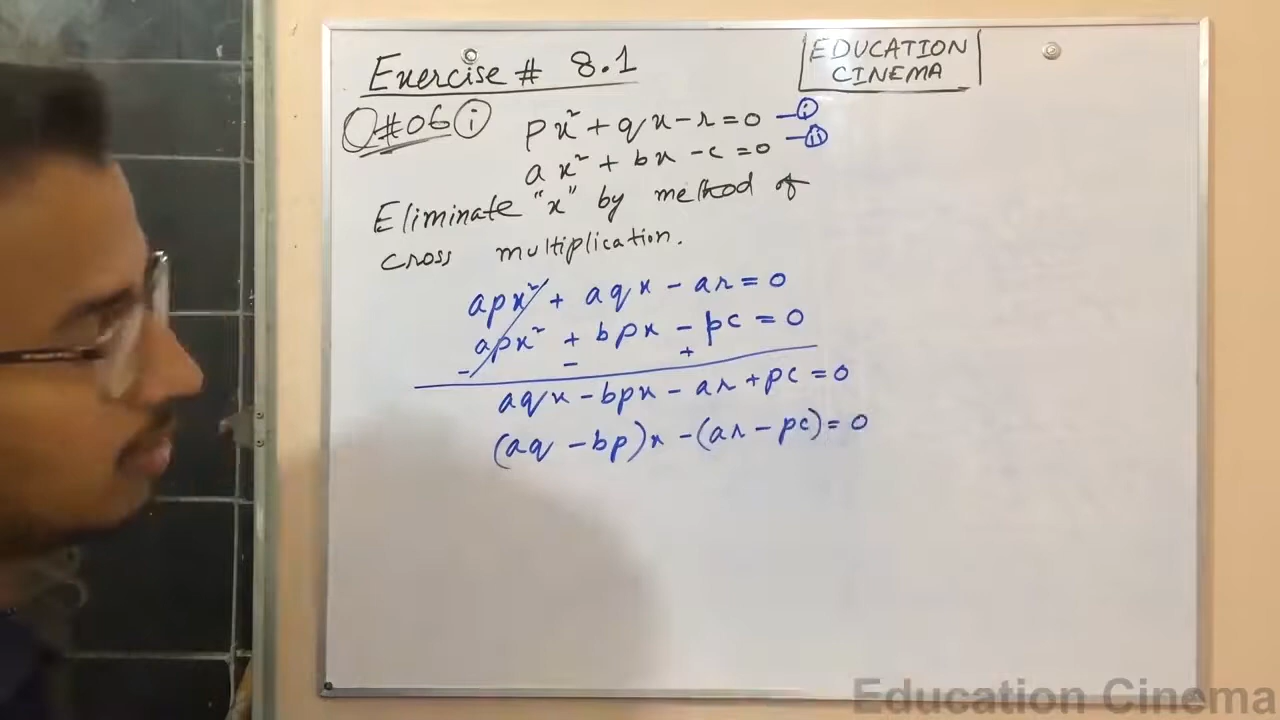 Exercise # 8.1
EDUCATION
CINEMA
Q#06 (i) px² + qx - r = 0 - (i)
ax² + bx - c = 0 - (ii)
Eliminate "x" by method of
cross multiplication.
apx² + aqx - ar = 0
apx² + bpx - pc = 0
- - +
aqx - bpx - ar + pc = 0
(aq - bp)x - (ar - pc) = 0
Education Cinema